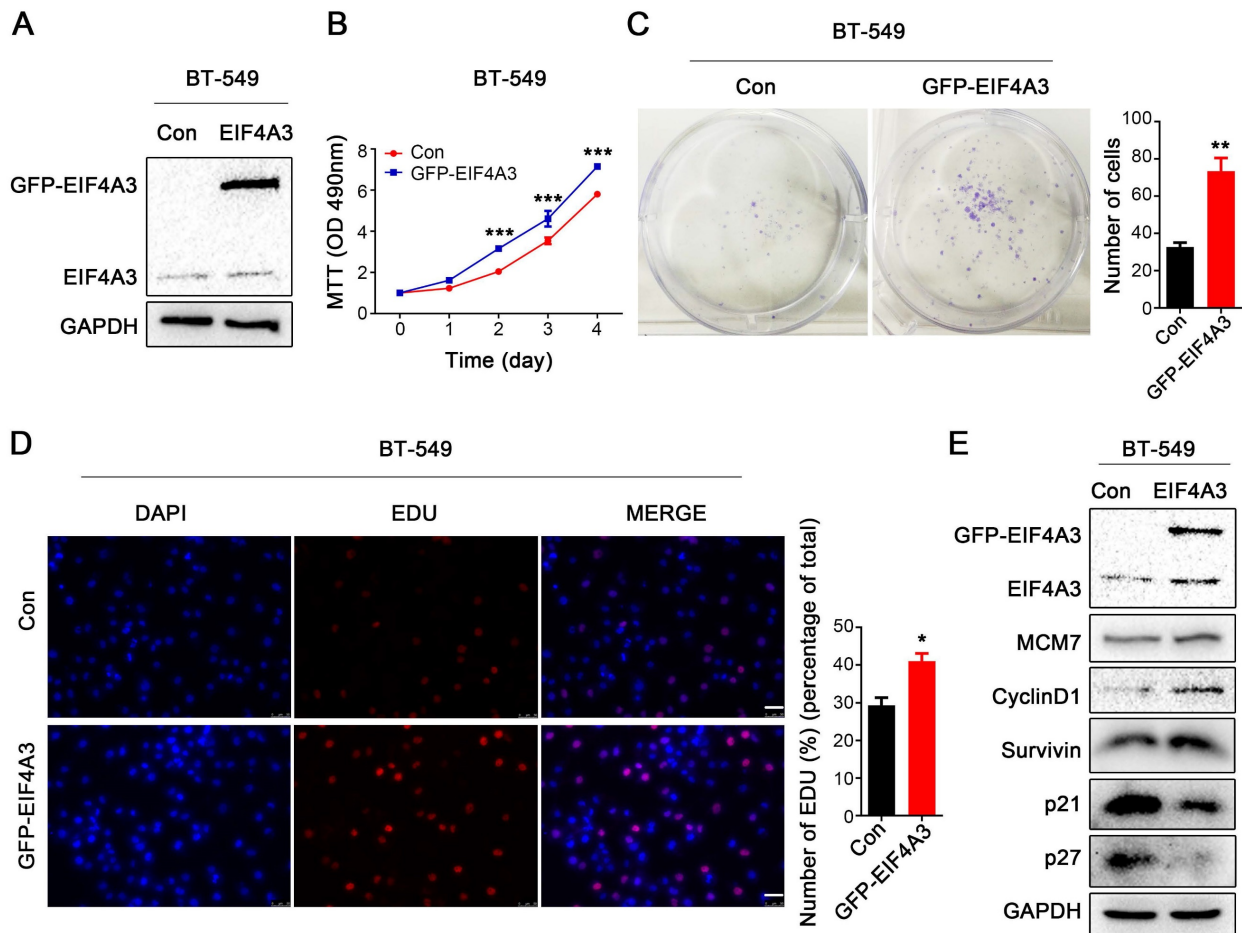 A
BT-549
Con EIF4A3
GFP-EIF4A3
EIF4A3
GAPDH
B
BT-549
Con
GFP-EIF4A3
***
***
***
MTT (OD 490nm)
8
6
4
2
0
0 1 2 3 4
Time (day)
C
BT-549
Con GFP-EIF4A3
Number of cells
100
80
60
40
20
0
**
Con
GFP-EIF4A3
D
BT-549
DAPI EDU MERGE
Con
GFP-EIF4A3
Number of EDU (%) (percentage of total)
50
40
30
20
10
0
*
Con
GFP-EIF4A3
E
BT-549
Con EIF4A3
GFP-EIF4A3
EIF4A3
MCM7
CyclinD1
Survivin
p21
p27
GAPDH